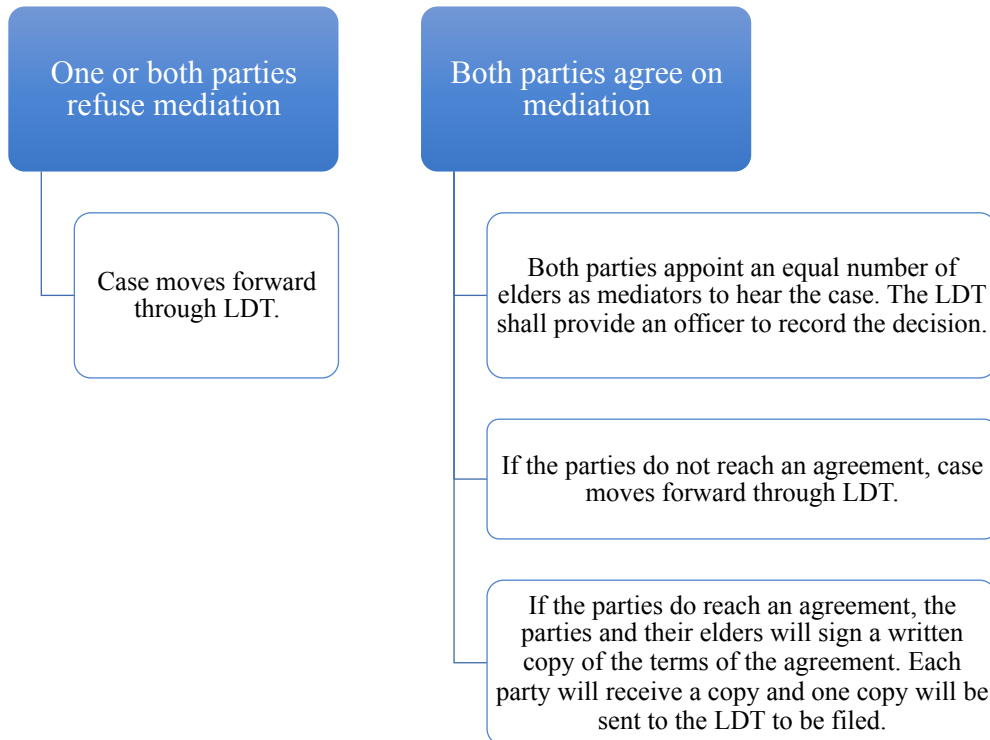 One or both parties
refuse mediation
Case moves forward
through LDT.
Both parties agree on
mediation
Both parties appoint an equal number of
elders as mediators to hear the case. The LDT
shall provide an officer to record the decision.
If the parties do not reach an agreement, case
moves forward through LDT.
If the parties do reach an agreement, the
parties and their elders will sign a written
copy of the terms of the agreement. Each
party will receive a copy and one copy will be
sent to the LDT to be filed.